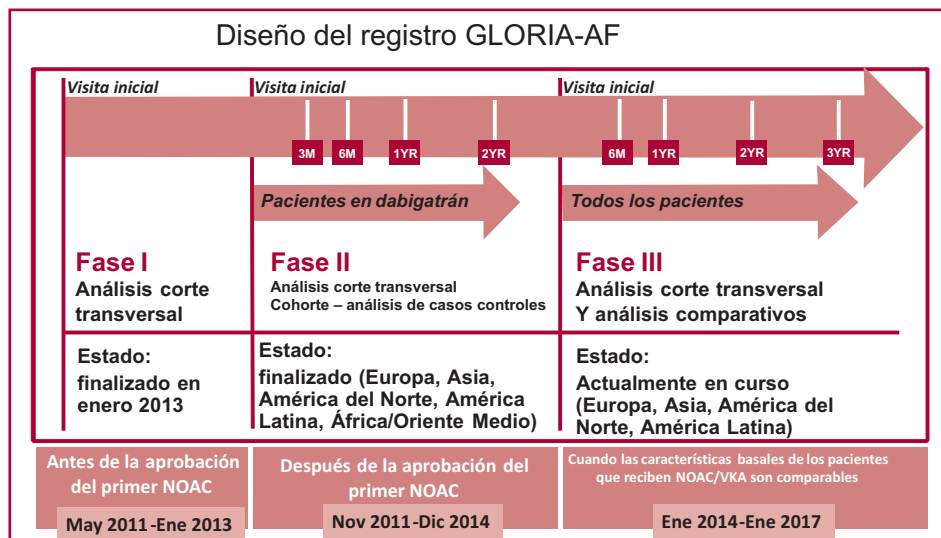 Diseño del registro GLORIA-AF
Visita inicial
Visita inicial
Visita inicial
3M
6M
1YR
2YR
6M
1YR
2YR
3YR
Pacientes en dabigatrán
Todos los pacientes
Fase I
Análisis corte
transversal
Fase II
Análisis corte transversal
Cohorte – análisis de casos controles
Fase III
Análisis corte transversal
Y análisis comparativos
Estado:
finalizado en
enero 2013
Estado:
finalizado (Europa, Asia,
América del Norte, América
Latina, África/Oriente Medio)
Estado:
Actualmente en curso
(Europa, Asia, América del
Norte, América Latina)
Antes de la aprobación
del primer NOAC
May 2011-Ene 2013
Después de la aprobación del
primer NOAC
Nov 2011-Dic 2014
Cuando las características basales de los pacientes
que reciben NOAC/VKA son comparables
Ene 2014-Ene 2017